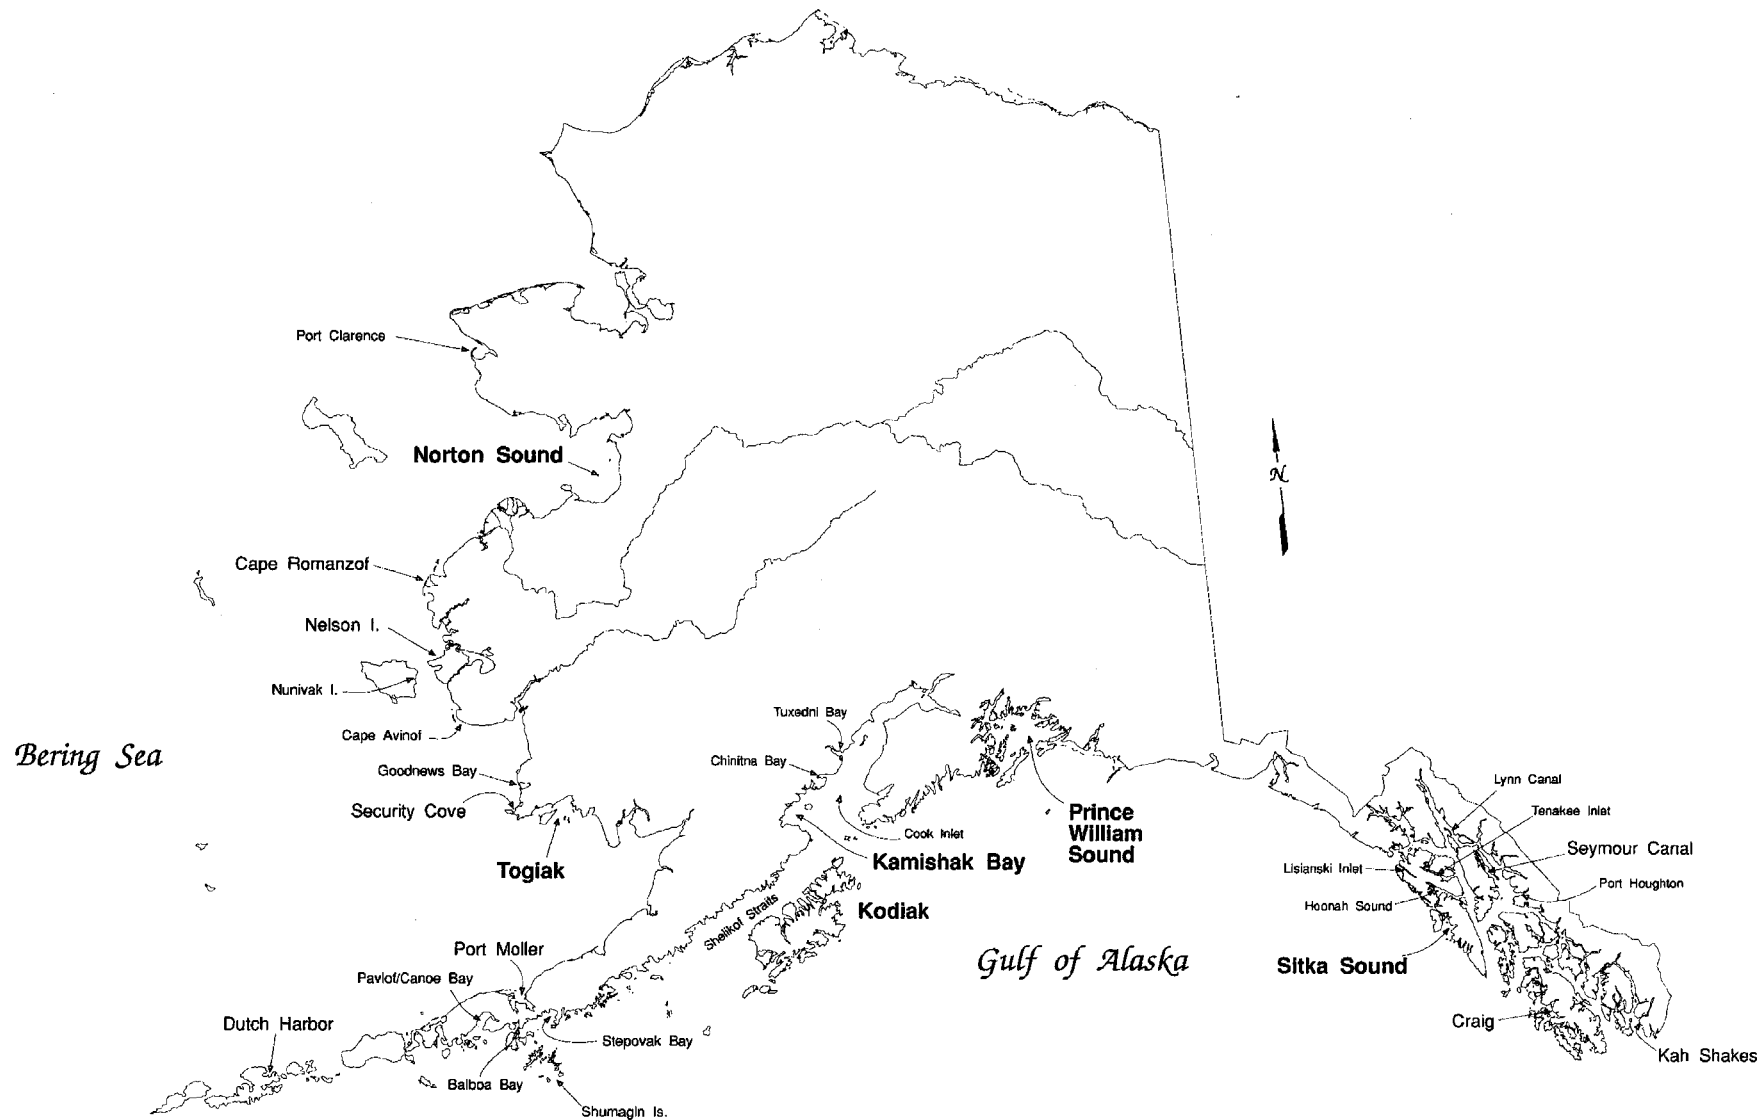 Port Clarence
Norton Sound
N
Cape Romanzof
Nelson I.
Nunivak I.
Cape Avinof
Bering Sea
Goodnews Bay
Security Cove
Togiak
Tuxedni Bay
Chinitna Bay
Cook Inlet
Kamishak Bay
Prince
William
Sound
Kodiak
Shelikof Straits
Gulf of Alaska
Port Moller
Pavlof/Canoe Bay
Dutch Harbor
Stepovak Bay
Balboa Bay
Shumagin Is.
Lynn Canal
Tenakee Inlet
Seymour Canal
Lisianski Inlet
Port Houghton
Hoonah Sound
Sitka Sound
Craig
Kah Shakes